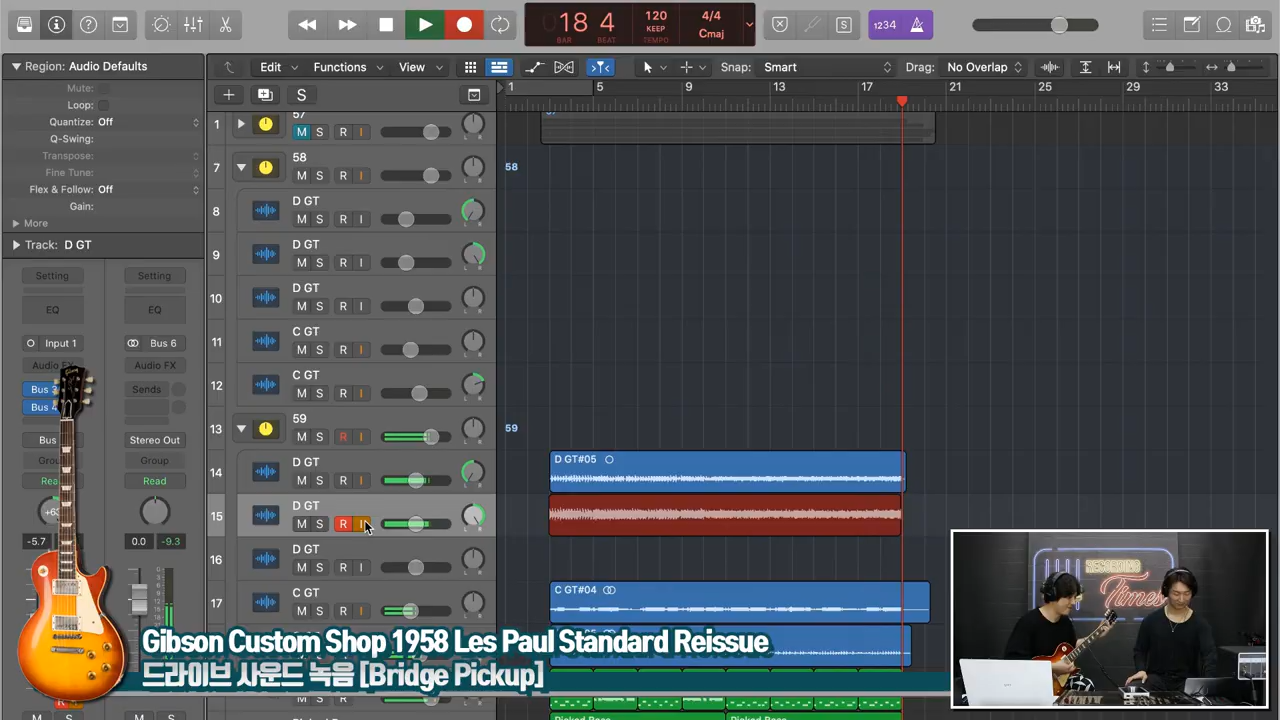 18 4
BAR BEAT
120
KEEP
TEMPO
4/4
Cmaj
1234
S
Region: Audio Defaults
Mute:
Loop:
Quantize: Off
Q-Swing:
Transpose:
Fine Tune:
Flex & Follow: Off
Gain:
More
Track: D GT
Edit Functions View
Snap: Smart
Drag: No Overlap
S
1 5 9 13 17 21 25 29 33
1 57
M S R I
7 58
M S R I
58
8 D GT
M S R I
9 D GT
M S R I
10 D GT
M S R I
11 C GT
M S R I
12 C GT
M S R I
13 59
M S R I
59
14 D GT
M S R I
D GT#05
15 D GT
M S R I
16 D GT
M S R I
17 C GT
M S R I
C GT#04
Setting Setting
EQ EQ
Input 1 Bus 6
Audio FX Audio FX
Bus Sends
Bus
Bus Stereo Out
Group
Read
-5.7 0.0 -9.3
RECORDING
Times
Gibson Custom Shop 1958 Les Paul Standard Reissue
드라이브 사운드 녹음 [Bridge Pickup]